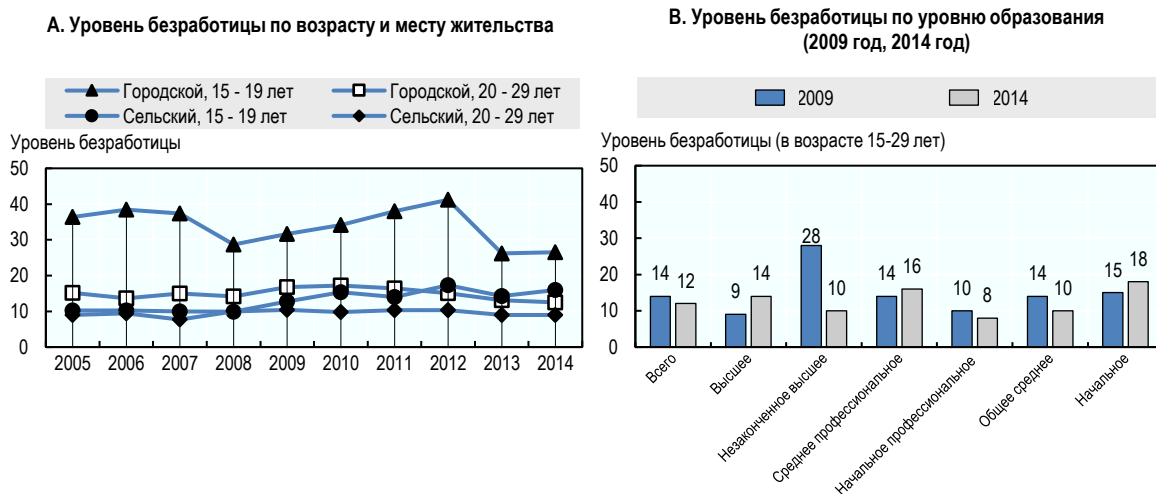 А. Уровень безработицы по возрасту и месту жительства
Городской, 15 - 19 лет
Городской, 20 - 29 лет
Сельский, 15 - 19 лет
Сельский, 20 - 29 лет
Уровень безработицы
50
40
30
20
10
0
2005 2006 2007 2008 2009 2010 2011 2012 2013 2014
В. Уровень безработицы по уровню образования
(2009 год, 2014 год)
2009
2014
Уровень безработицы (в возрасте 15-29 лет)
50
40
30
20
10
0
14 12
9 14
28 10
14 16
10 8
14 10
15 18
Всего
Высшее
Незаконченное высшее
Среднее профессиональное
Начальное профессиональное
Общее среднее
Начальное